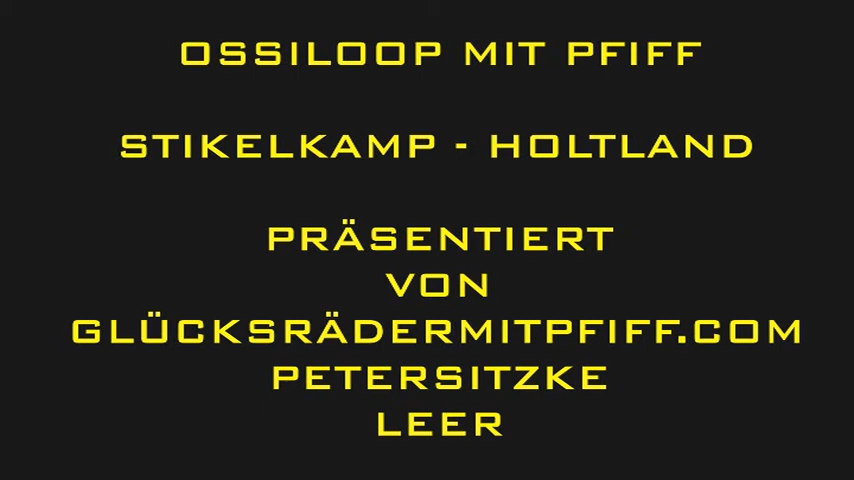 OSSILOOP MIT PFIFF
STIKELKAMP - HOLTLAND
PRÄSENTIERT
VON
GLÜCKSRÄDERMITPFIFF.COM
PETERSITZKE
LEER